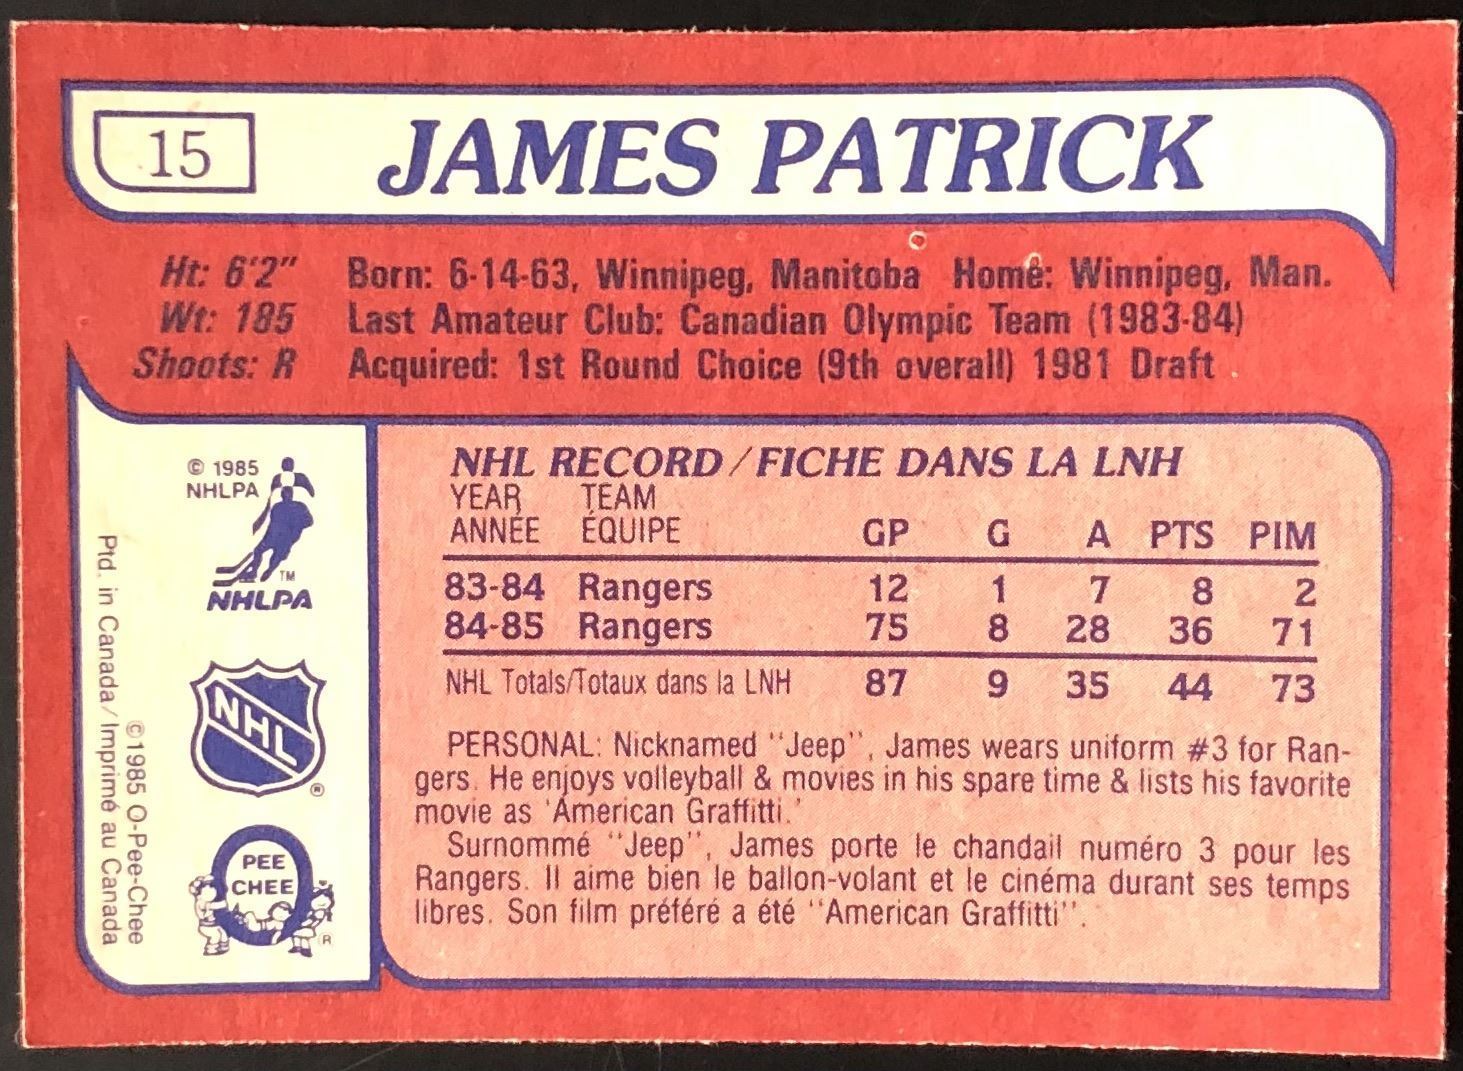 15
JAMES PATRICK
Ht: 6'2" Born: 6-14-63, Winnipeg, Manitoba Home: Winnipeg, Man.
Wt: 185 Last Amateur Club: Canadian Olympic Team (1983-84)
Shoots: R Acquired: 1st Round Choice (9th overall) 1981 Draft
© 1985
NHLPA
TM
NHLPA
NHL
®
PEE
CHEE
®
Ptd. in Canada/Imprimé au Canada
©1985 O-Pee-Chee
NHL RECORD/FICHE DANS LA LNH
YEAR TEAM
ANNÉE ÉQUIPE GP G A PTS PIM
83-84 Rangers 12 1 7 8 2
84-85 Rangers 75 8 28 36 71
NHL Totals/Totaux dans la LNH 87 9 35 44 73
PERSONAL: Nicknamed "Jeep", James wears uniform #3 for Ran-
gers. He enjoys volleyball & movies in his spare time & lists his favorite
movie as 'American Graffitti.'
Surnommé "Jeep", James porte le chandail numéro 3 pour les
Rangers. Il aime bien le ballon-volant et le cinéma durant ses temps
libres. Son film préféré a été "American Graffitti".